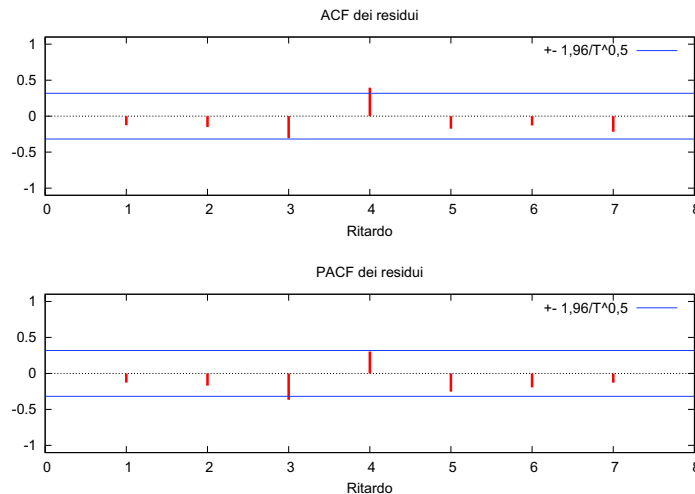 ACF dei residui
+- 1,96/T^0,5
1
0.5
0
-0.5
-1
0 1 2 3 4 5 6 7 8
Ritardo
PACF dei residui
+- 1,96/T^0,5
1
0.5
0
-0.5
-1
0 1 2 3 4 5 6 7 8
Ritardo